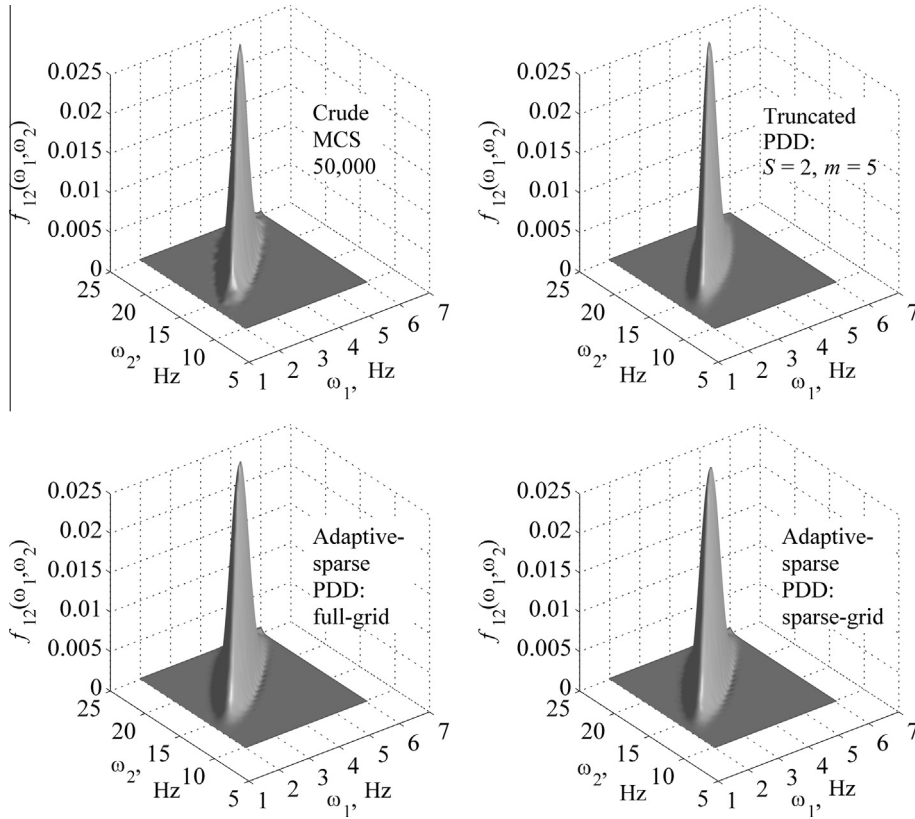 0.025
0.02
0.015
0.01
0.005
0
f12(ω1,ω2)
Crude
MCS
50,000
25
20
15
10
5
ω2,
Hz
1
2
3
4
5
6
7
ω1,
Hz
0.025
0.02
0.015
0.01
0.005
0
f12(ω1,ω2)
Truncated
PDD:
S = 2, m = 5
25
20
15
10
5
ω2,
Hz
1
2
3
4
5
6
7
ω1,
Hz
0.025
0.02
0.015
0.01
0.005
0
f12(ω1,ω2)
Adaptive-
sparse
PDD:
full-grid
25
20
15
10
5
ω2,
Hz
1
2
3
4
5
6
7
ω1,
Hz
0.025
0.02
0.015
0.01
0.005
0
f12(ω1,ω2)
Adaptive-
sparse
PDD:
sparse-grid
25
20
15
10
5
ω2,
Hz
1
2
3
4
5
6
7
ω1,
Hz